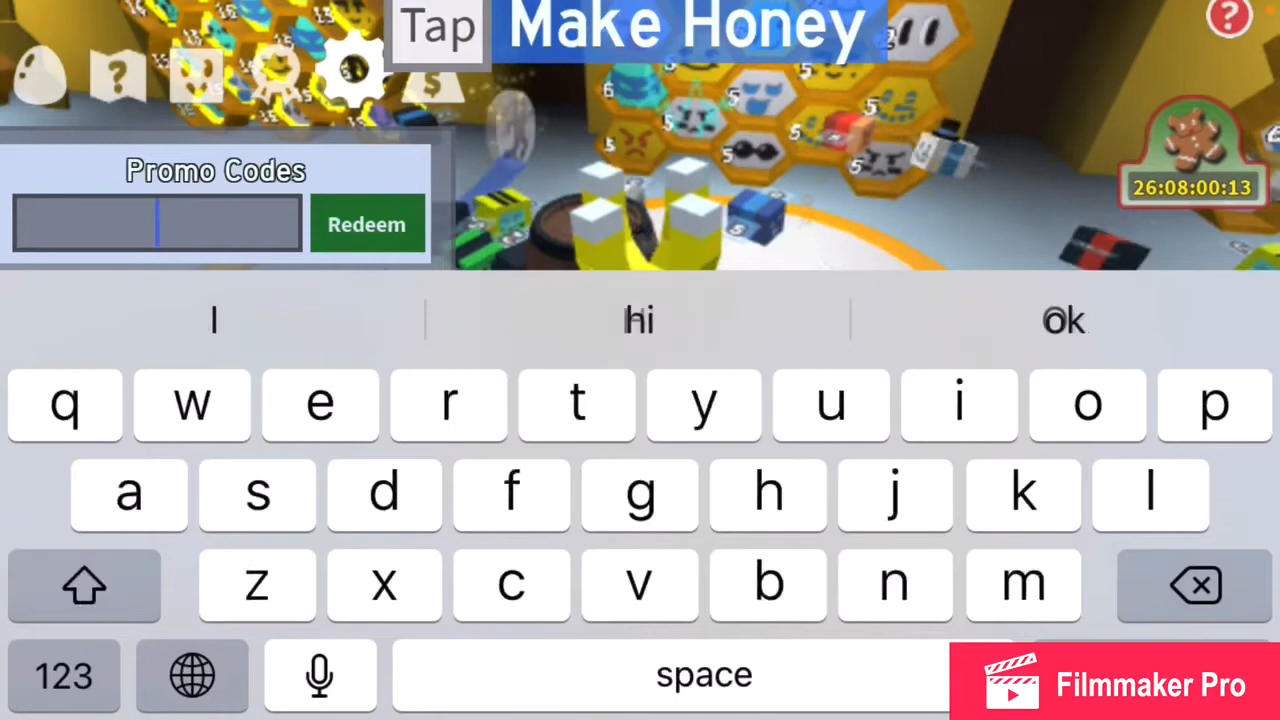 Tap Make Honey
?
?
$
26:08:00:13
Promo Codes
Redeem
I hi ok
q w e r t y u i o p
a s d f g h j k l
z x c v b n m
123 space
Filmmaker Pro